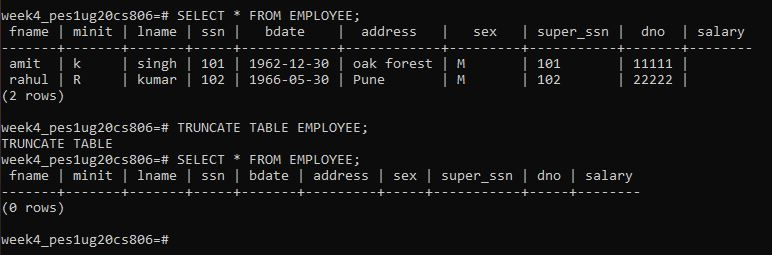 week4_pes1ug20cs806=# SELECT * FROM EMPLOYEE;
 fname | minit | lname | ssn |   bdate    |  address   |   sex   | super_ssn |  dno  | salary
-------+-------+-------+-----+------------+------------+---------+-----------+-------+--------
 amit  | k     | singh | 101 | 1962-12-30 | oak forest | M       | 101       | 11111 |
 rahul | R     | kumar | 102 | 1966-05-30 | Pune       | M       | 102       | 22222 |
(2 rows)
week4_pes1ug20cs806=# TRUNCATE TABLE EMPLOYEE;
TRUNCATE TABLE
week4_pes1ug20cs806=# SELECT * FROM EMPLOYEE;
 fname | minit | lname | ssn | bdate | address | sex | super_ssn | dno | salary
-------+-------+-------+-----+-------+---------+-----+-----------+-----+--------
(0 rows)
week4_pes1ug20cs806=#